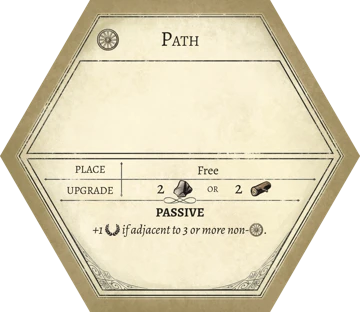 PATH
PLACE Free
UPGRADE 2 OR 2
PASSIVE
+1 if adjacent to 3 or more non- .